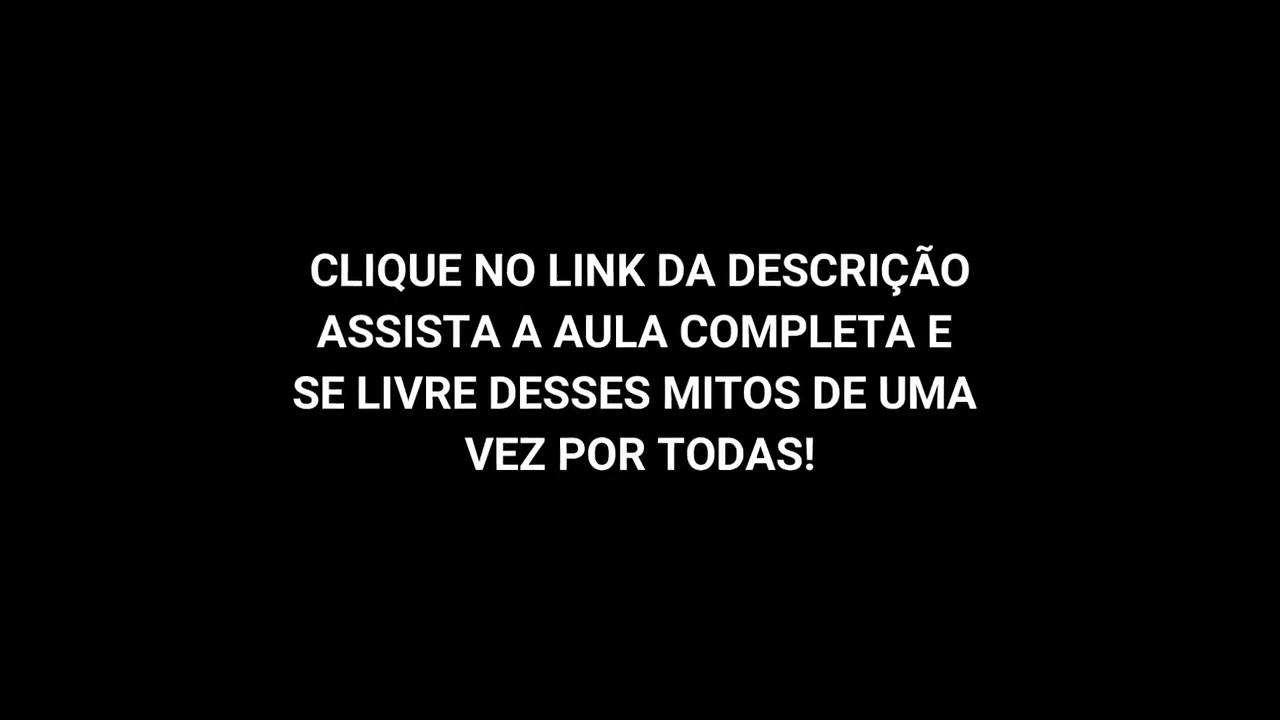 CLIQUE NO LINK DA DESCRIÇÃO
ASSISTA A AULA COMPLETA E
SE LIVRE DESSES MITOS DE UMA
VEZ POR TODAS!